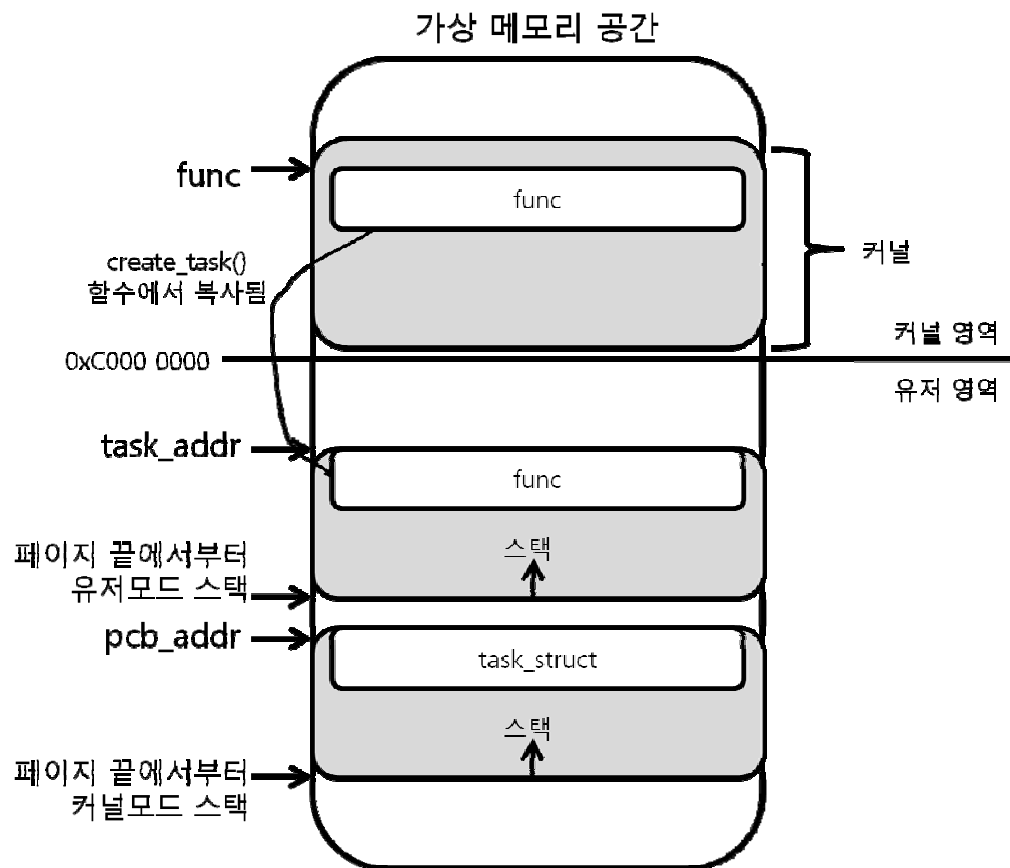 가상 메모리 공간
func
func
create_task()
할수에서 복사됨
커널
커널 영역
0xC000 0000
유저 영역
task_addr
func
스택
페이지 끝에서부터
유저모드 스택
pcb_addr
task_struct
스택
페이지 끝에서부터
커널모드 스택